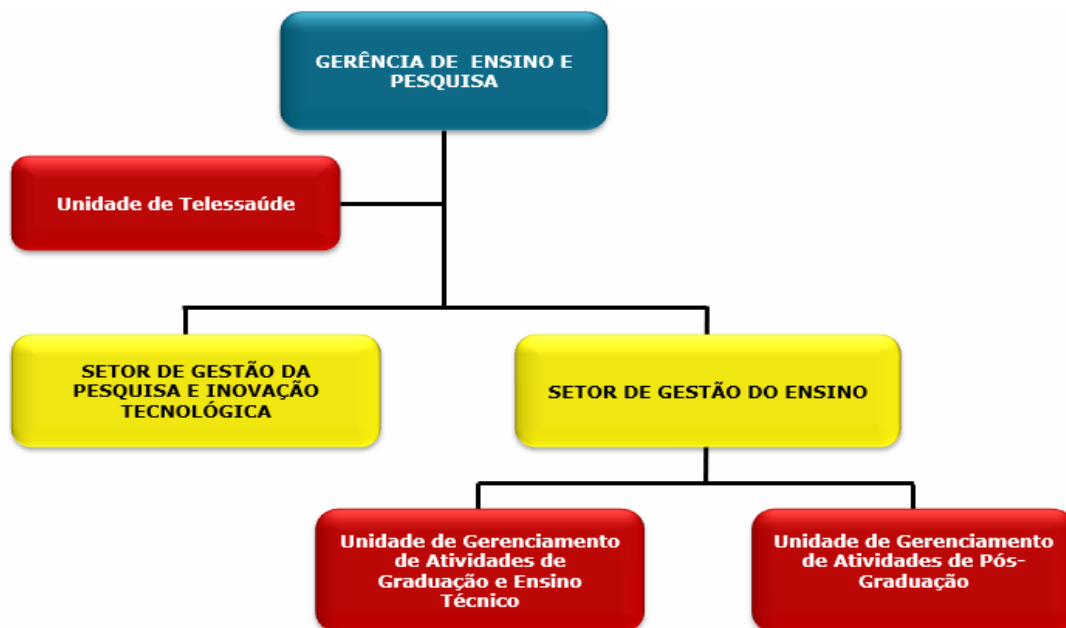 GERÊNCIA DE ENSINO E
PESQUISA
Unidade de Telessaúde
SETOR DE GESTÃO DA
PESQUISA E INOVAÇÃO
TECNOLÓGICA
SETOR DE GESTÃO DO ENSINO
Unidade de Gerenciamento
de Atividades de
Graduação e Ensino
Técnico
Unidade de Gerenciamento
de Atividades de Pós-
Graduação